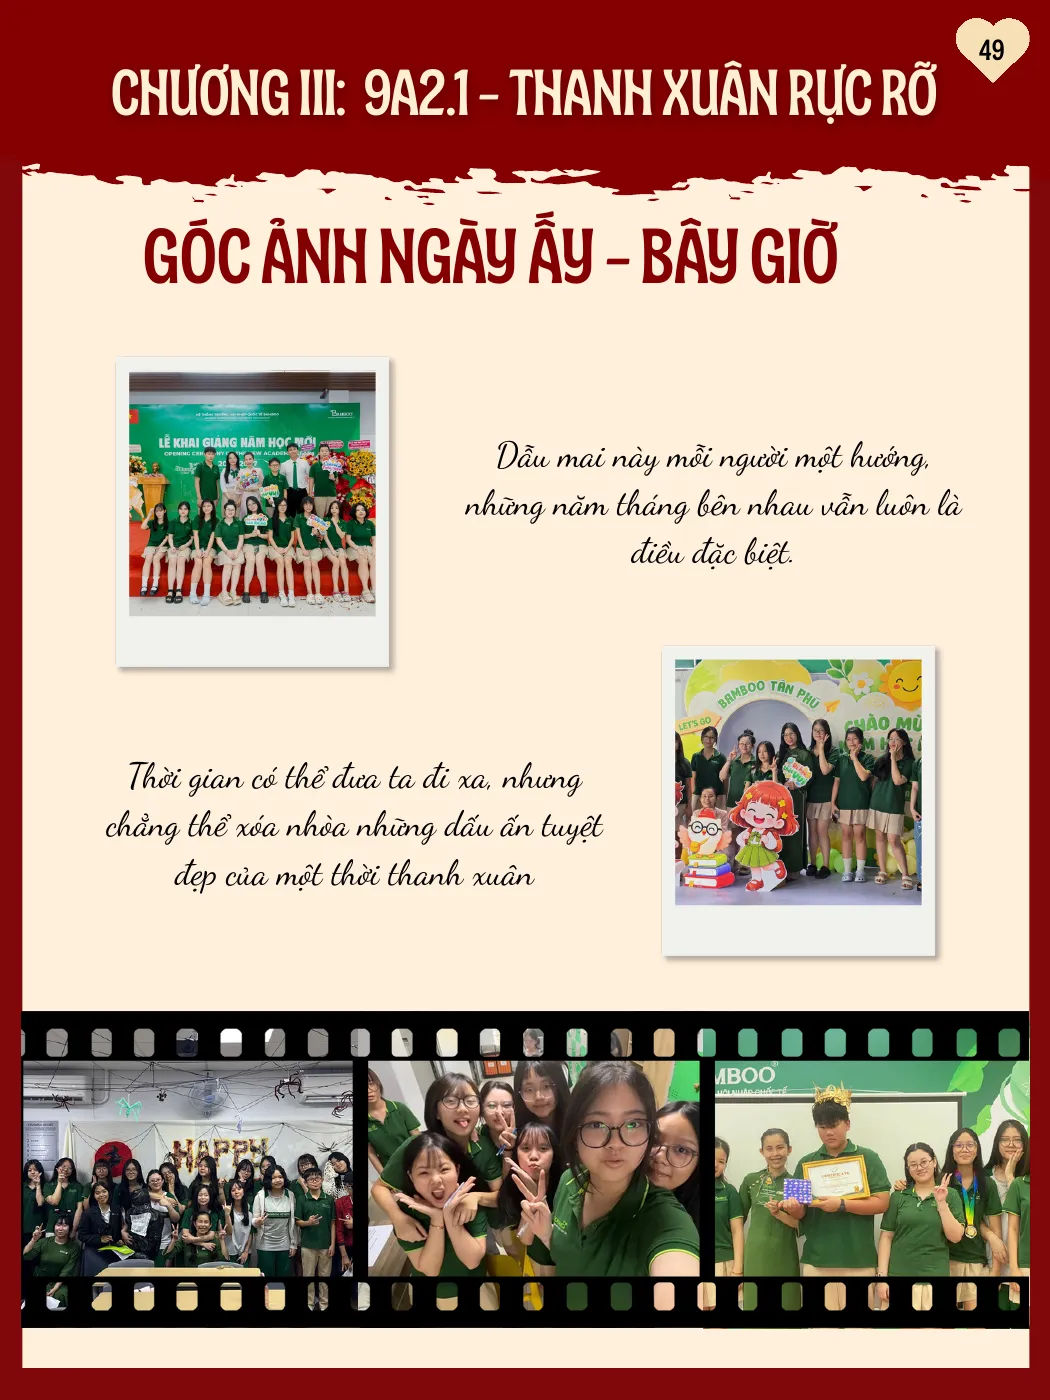 49
CHƯƠNG III: 9A2.1 – THANH XUÂN RỰC RỠ
GÓC ẢNH NGÀY ẤY – BÂY GIỜ
BAMBOO
LỄ KHAI GIẢNG NĂM HỌC MỚI
Dẫu mai này mỗi người một hướng,
những năm tháng bên nhau vẫn luôn là
điều đặc biệt.
BAMBOO TÂN PHÚ
LET'S GO
CHÀO MỪ
Thời gian có thể đưa ta đi xa, nhưng
chẳng thể xóa nhòa những dấu ấn tuyệt
đẹp của một thời thanh xuân
HAPPY
MBOO